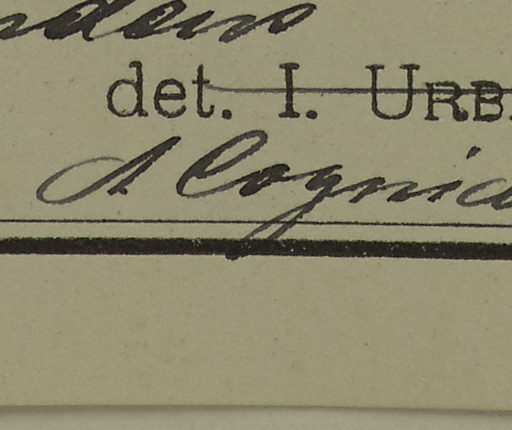 det. I. URB
A Cognia